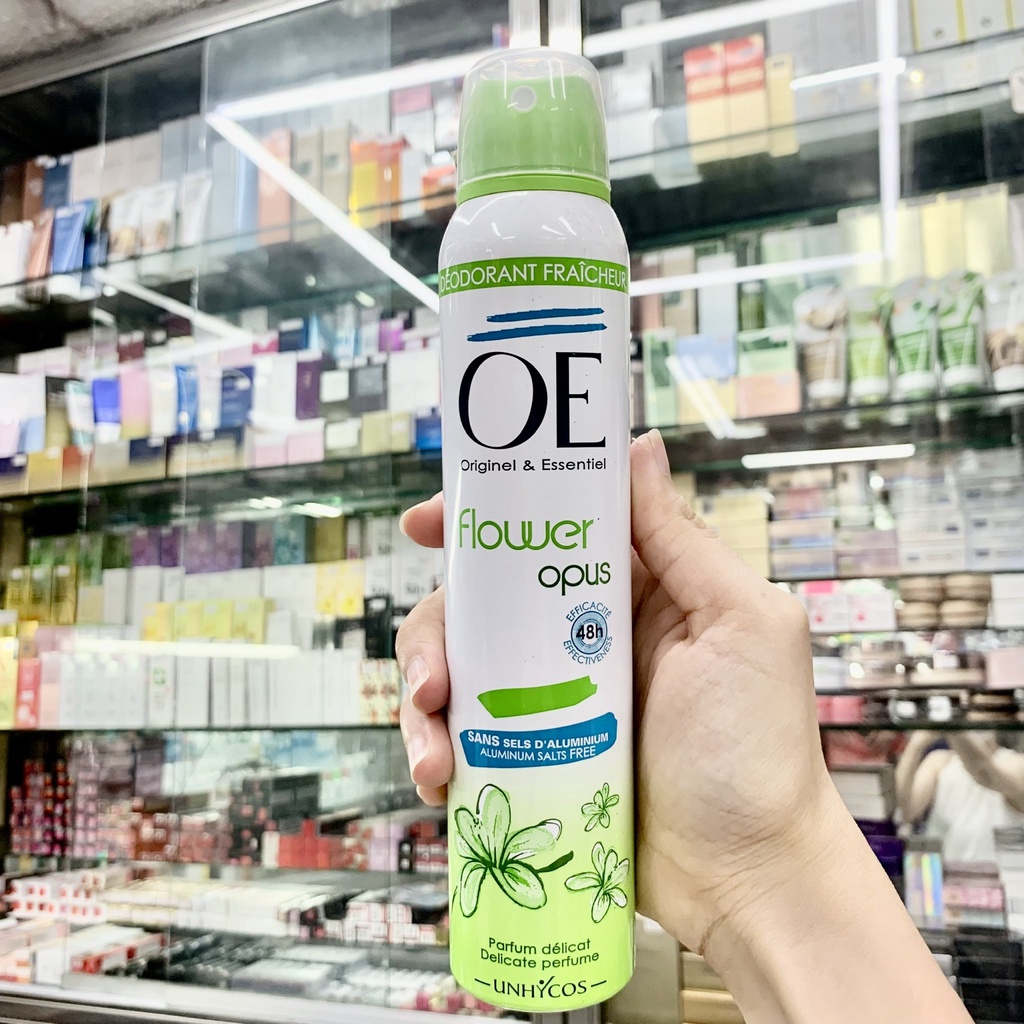 DÉODORANT FRAÎCHEUR
OE
Originel & Essentiel
flower
opus
EFFICACITÉ
48h
EFFECTIVENESS
SANS SELS D'ALUMINIUM
ALUMINUM SALTS FREE
Parfum délicat
Delicate perfume
UNHYCOS